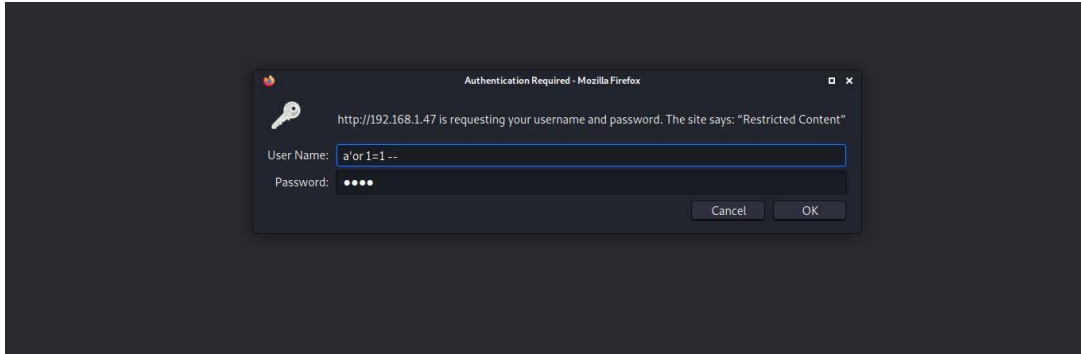 Authentication Required - Mozilla Firefox
http://192.168.1.47 is requesting your username and password. The site says: “Restricted Content”
User Name: a'or 1=1 --
Password: ●●●●
Cancel OK